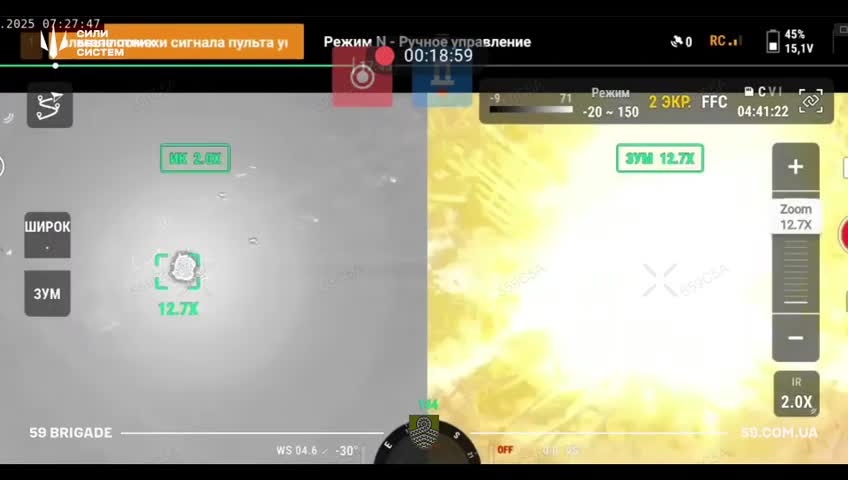 .2025 07:27:47
СИЛИ
СИСТЕМ
сигнала пульта
Режим N - Ручное управление
00:18:59
0
RC
45%
15,1V
-9
71
Режим
-20 ~ 150
2 ЭКР.
FFC
04:41:22
ИК 2.0X
ЗУМ 12.7X
ШИРОК
.
ЗУМ
12.7X
+
Zoom
12.7X
−
IR
2.0X
144
59 BRIGADE
59.COM.UA
WS 04.6
-30°
E
S
OFF
659C5A